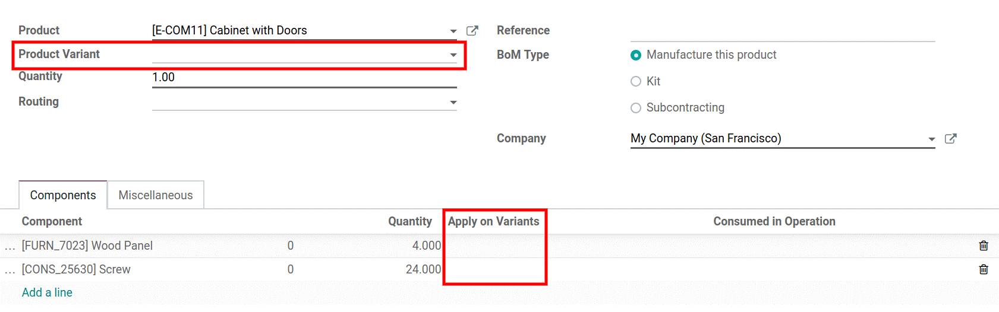 Product [E-COM11] Cabinet with Doors
Product Variant
Quantity 1.00
Routing
Reference
BoM Type Manufacture this product
Kit
Subcontracting
Company My Company (San Francisco)
Components Miscellaneous
Component Quantity Apply on Variants Consumed in Operation
... [FURN_7023] Wood Panel 0 4.000
... [CONS_25630] Screw 0 24.000
Add a line